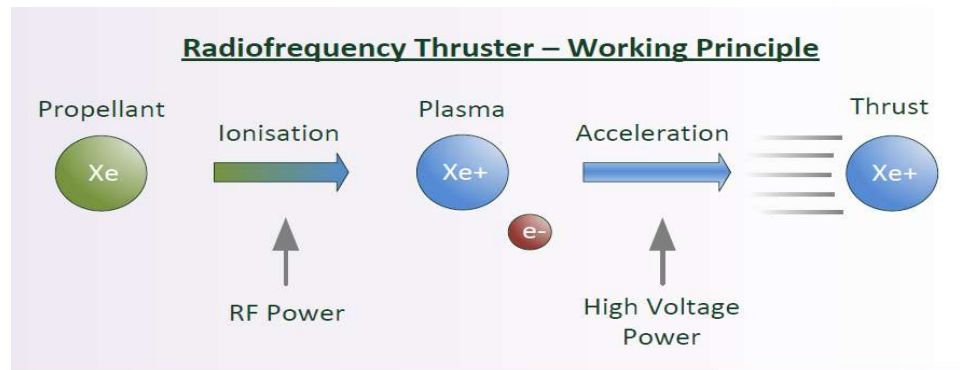 Radiofrequency Thruster – Working Principle
Propellant
Ionisation
Plasma
Acceleration
Thrust
Xe
Xe+
e-
Xe+
RF Power
High Voltage
Power